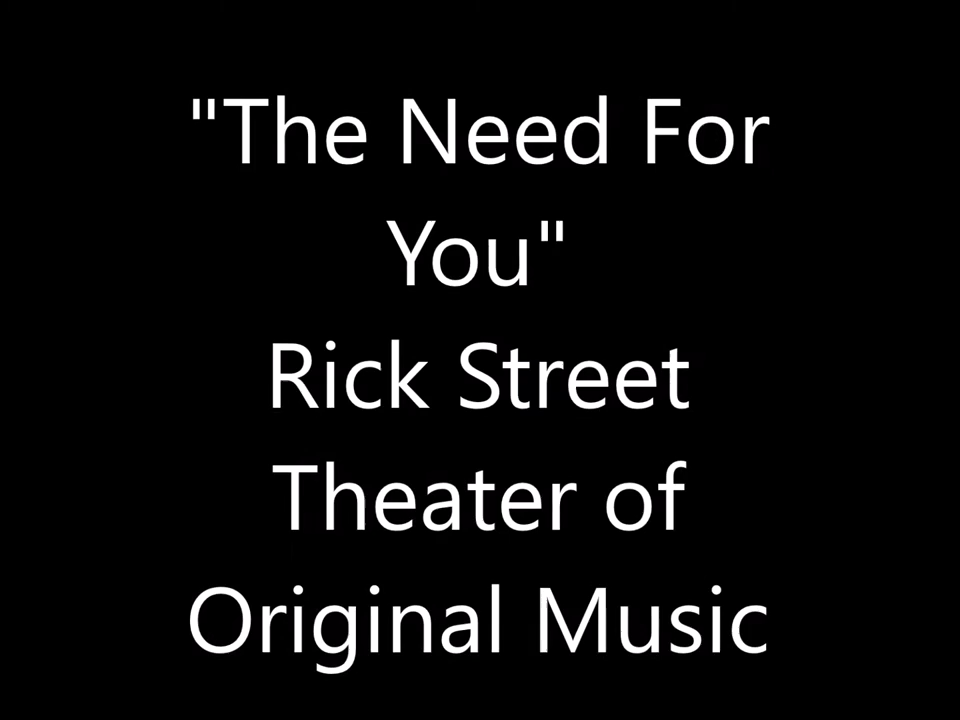 "The Need For
You"
Rick Street
Theater of
Original Music